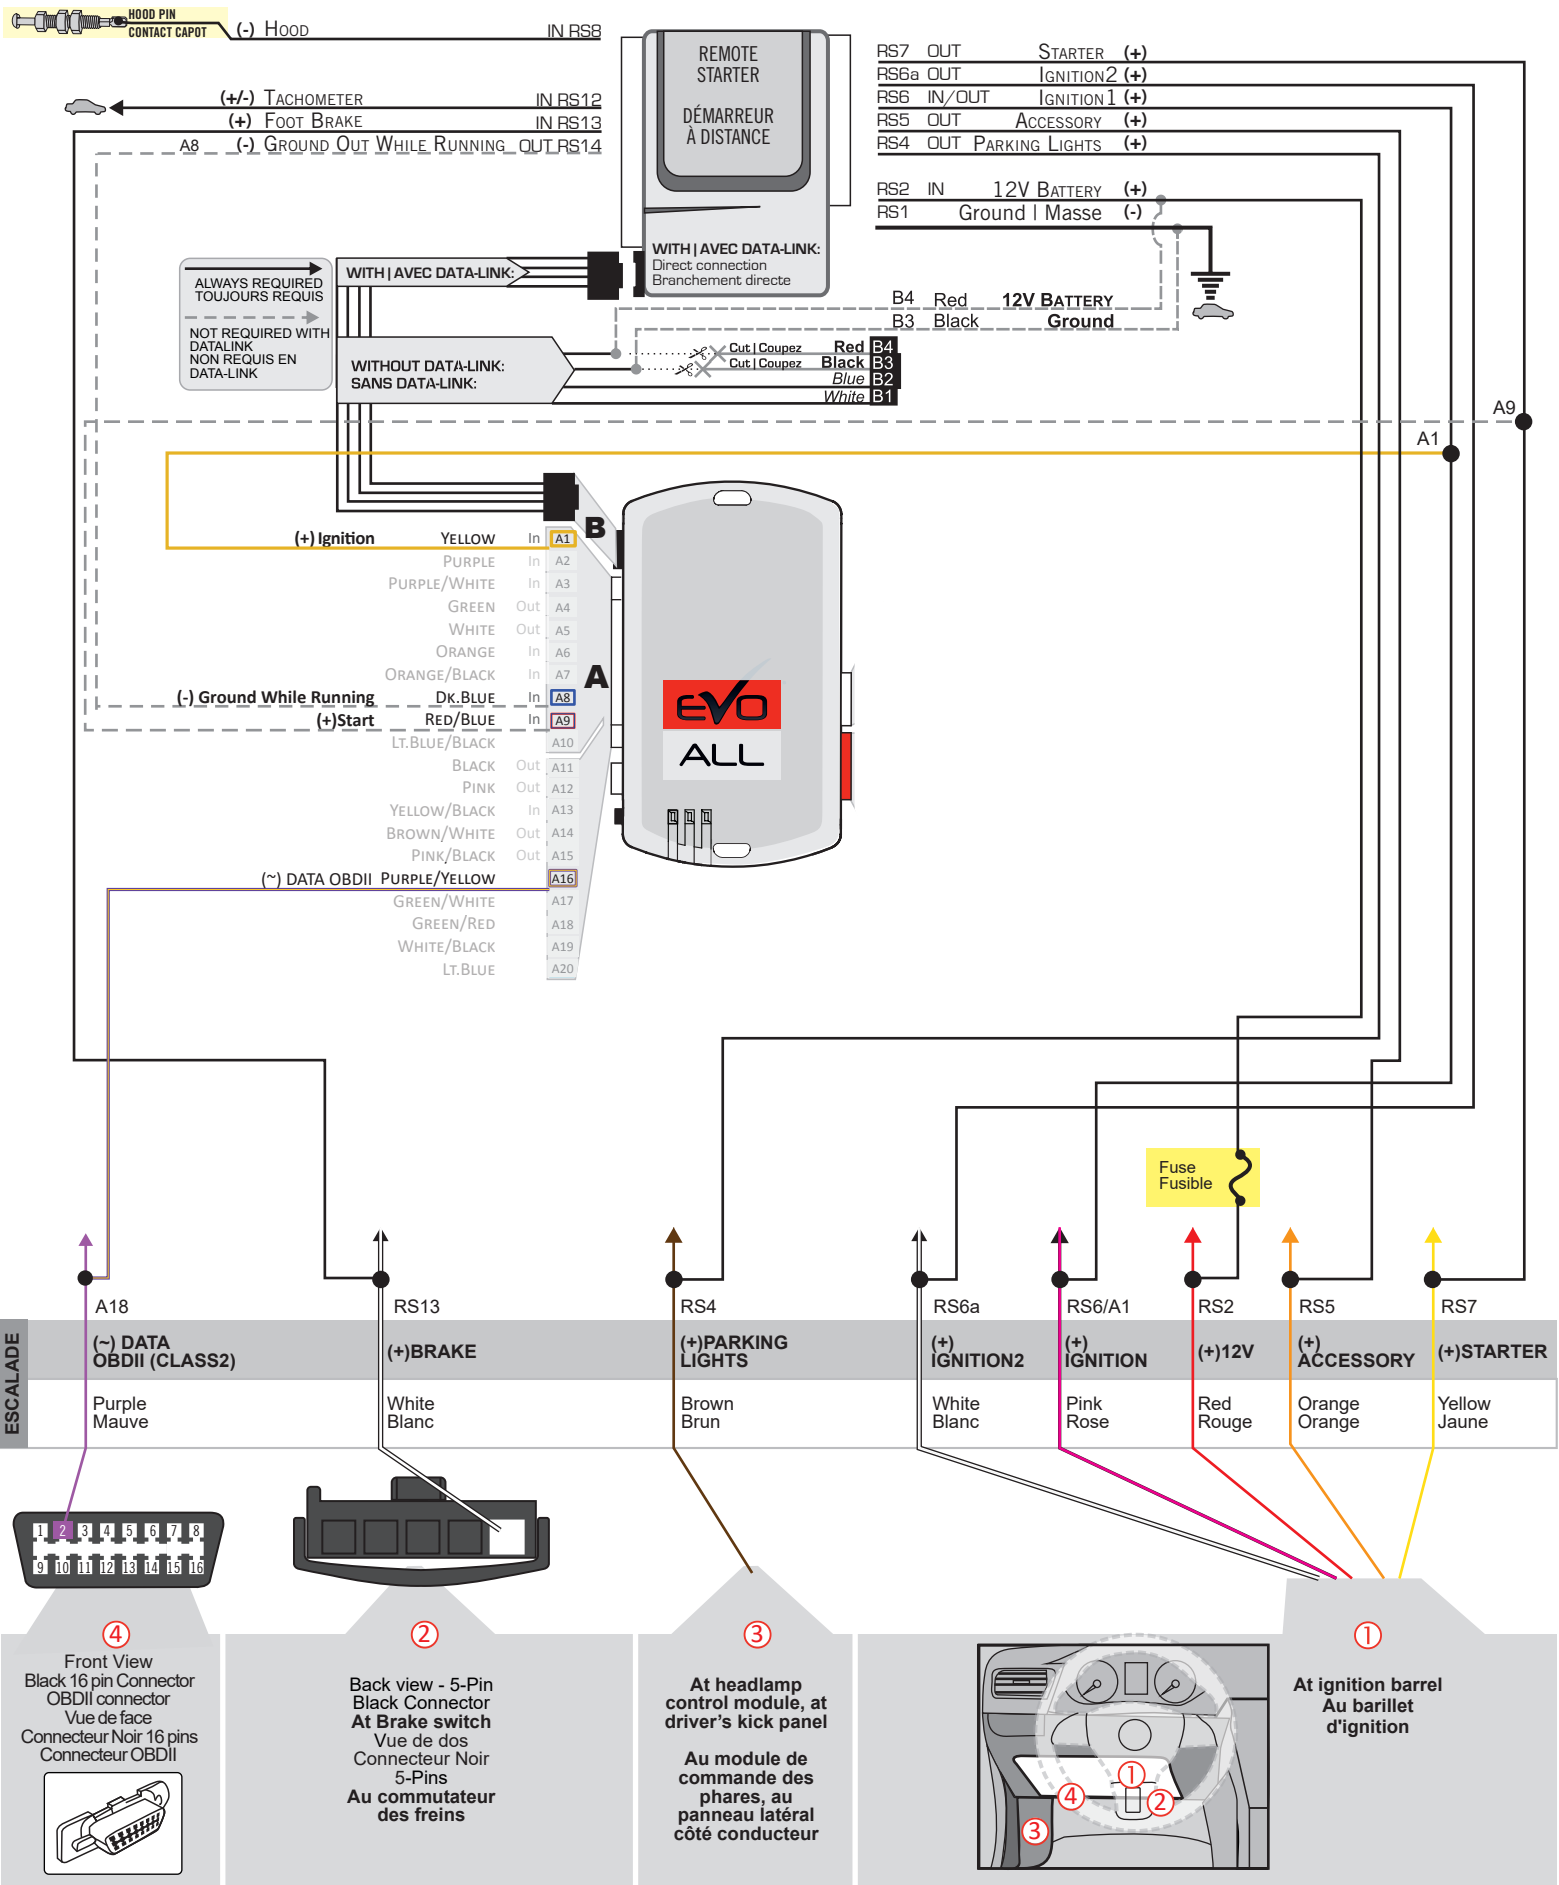 HOOD PIN
CONTACT CAPOT
(-) HOOD IN RS8
(+/-) TACHOMETER IN RS12
(+) FOOT BRAKE IN RS13
A8 (-) GROUND OUT WHILE RUNNING OUT RS14
REMOTE
STARTER
DÉMARREUR
À DISTANCE
WITH | AVEC DATA-LINK:
Direct connection
Branchement directe
RS7 OUT STARTER (+)
RS6a OUT IGNITION2 (+)
RS6 IN/OUT IGNITION1 (+)
RS5 OUT ACCESSORY (+)
RS4 OUT PARKING LIGHTS (+)
RS2 IN 12V BATTERY (+)
RS1 Ground | Masse (-)
ALWAYS REQUIRED
TOUJOURS REQUIS
NOT REQUIRED WITH
DATALINK
NON REQUIS EN
DATA-LINK
WITH | AVEC DATA-LINK:
WITHOUT DATA-LINK:
SANS DATA-LINK:
B4 Red 12V BATTERY
B3 Black Ground
Cut | Coupez Red B4
Cut | Coupez Black B3
Blue B2
White B1
A9
A1
B
A
(+) Ignition YELLOW In A1
PURPLE In A2
PURPLE/WHITE In A3
GREEN Out A4
WHITE Out A5
ORANGE In A6
ORANGE/BLACK In A7
(-) Ground While Running DK.BLUE In A8
(+)Start RED/BLUE In A9
LT.BLUE/BLACK A10
BLACK Out A11
PINK Out A12
YELLOW/BLACK In A13
BROWN/WHITE Out A14
PINK/BLACK Out A15
(~) DATA OBDII PURPLE/YELLOW A16
GREEN/WHITE A17
GREEN/RED A18
WHITE/BLACK A19
LT.BLUE A20
EVO
ALL
Fuse
Fusible
A18 RS13 RS4 RS6a RS6/A1 RS2 RS5 RS7
ESCALADE
(~) DATA
OBDII (CLASS2)
(+)BRAKE
(+)PARKING
LIGHTS
(+)
IGNITION2
(+)
IGNITION
(+)12V
(+)
ACCESSORY
(+)STARTER
Purple
Mauve
White
Blanc
Brown
Brun
White
Blanc
Pink
Rose
Red
Rouge
Orange
Orange
Yellow
Jaune
1 2 3 4 5 6 7 8
9 10 11 12 13 14 15 16
4
Front View
Black 16 pin Connector
OBDII connector
Vue de face
Connecteur Noir 16 pins
Connecteur OBDII
2
Back view - 5-Pin
Black Connector
At Brake switch
Vue de dos
Connecteur Noir
5-Pins
Au commutateur
des freins
3
At headlamp
control module, at
driver's kick panel
Au module de
commande des
phares, au
panneau latéral
côté conducteur
1
At ignition barrel
Au barillet
d'ignition
1
4
2
3